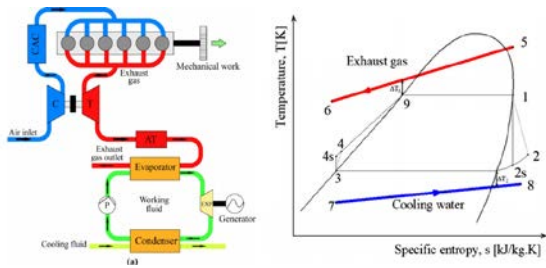 CAC
Exhaust
gas
Mechanical work
C
T
Air inlet
AT
Exhaust
gas outlet
Evaporator
P
Working
fluid
EXP
Generator
Cooling fluid
Condenser
(a)
Temperature, T[K]
Exhaust gas
5
6
ΔT
9
1
4
4s
3
2
2s
ΔT
7
8
Cooling water
Specific entropy, s [kJ/kg.K]